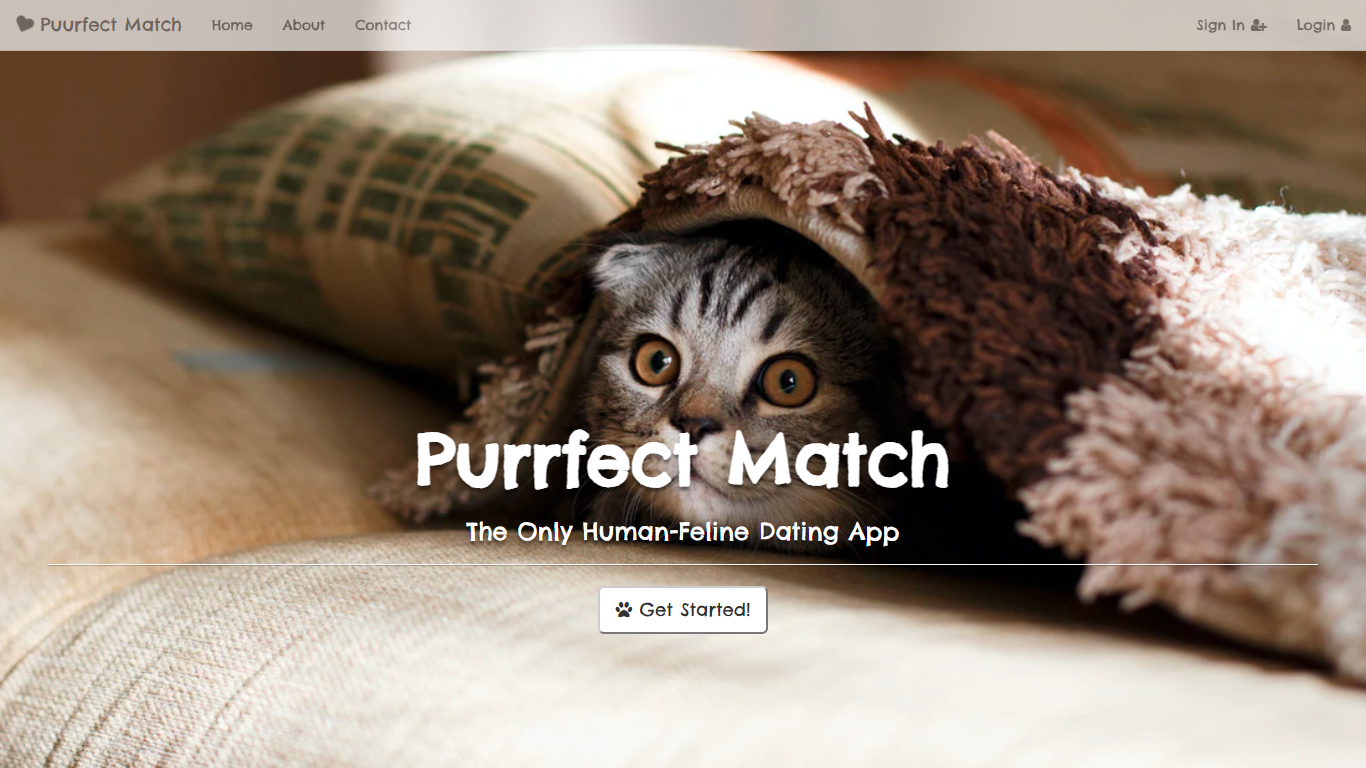 Puurfect Match Home About Contact Sign In Login
Purrfect Match
The Only Human-Feline Dating App
Get Started!